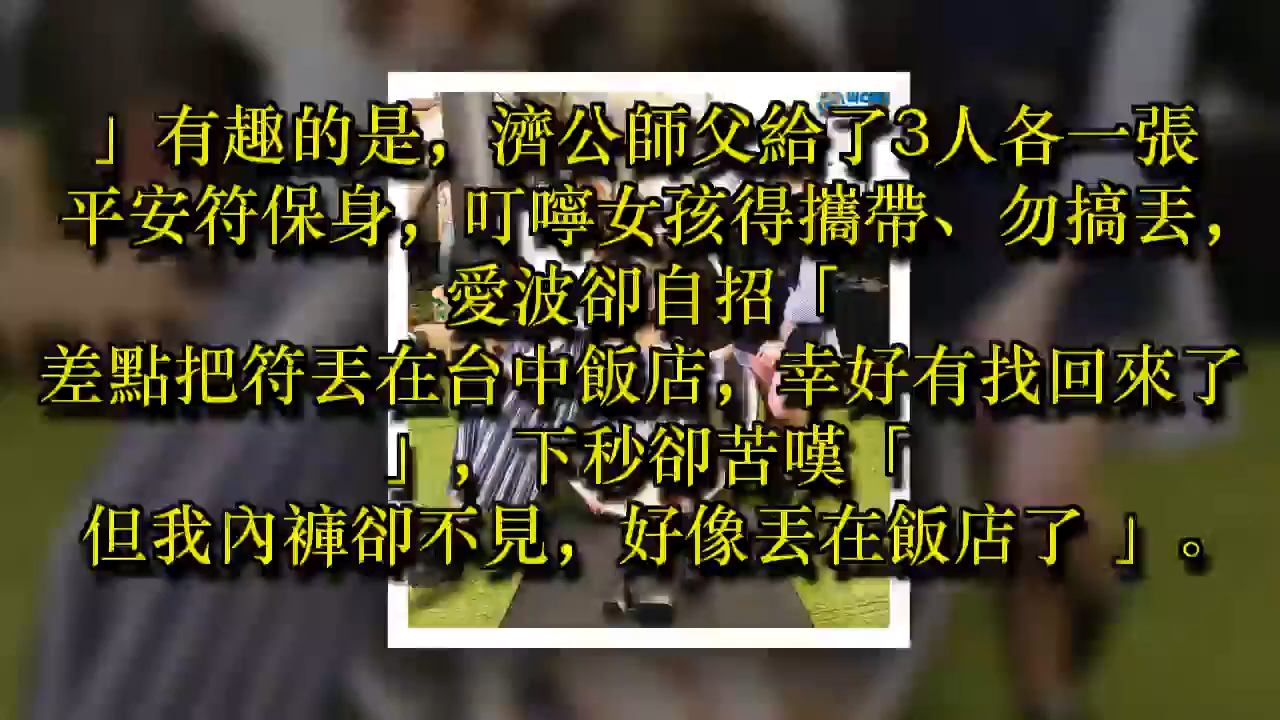 」有趣的是，濟公師父給了3人各一張
平安符保身，叮嚀女孩得攜帶、勿搞丟，
愛波卻自招「
差點把符丟在台中飯店，幸好有找回來了
」，下秒卻苦嘆「
但我內褲卻不見，好像丟在飯店了 」。